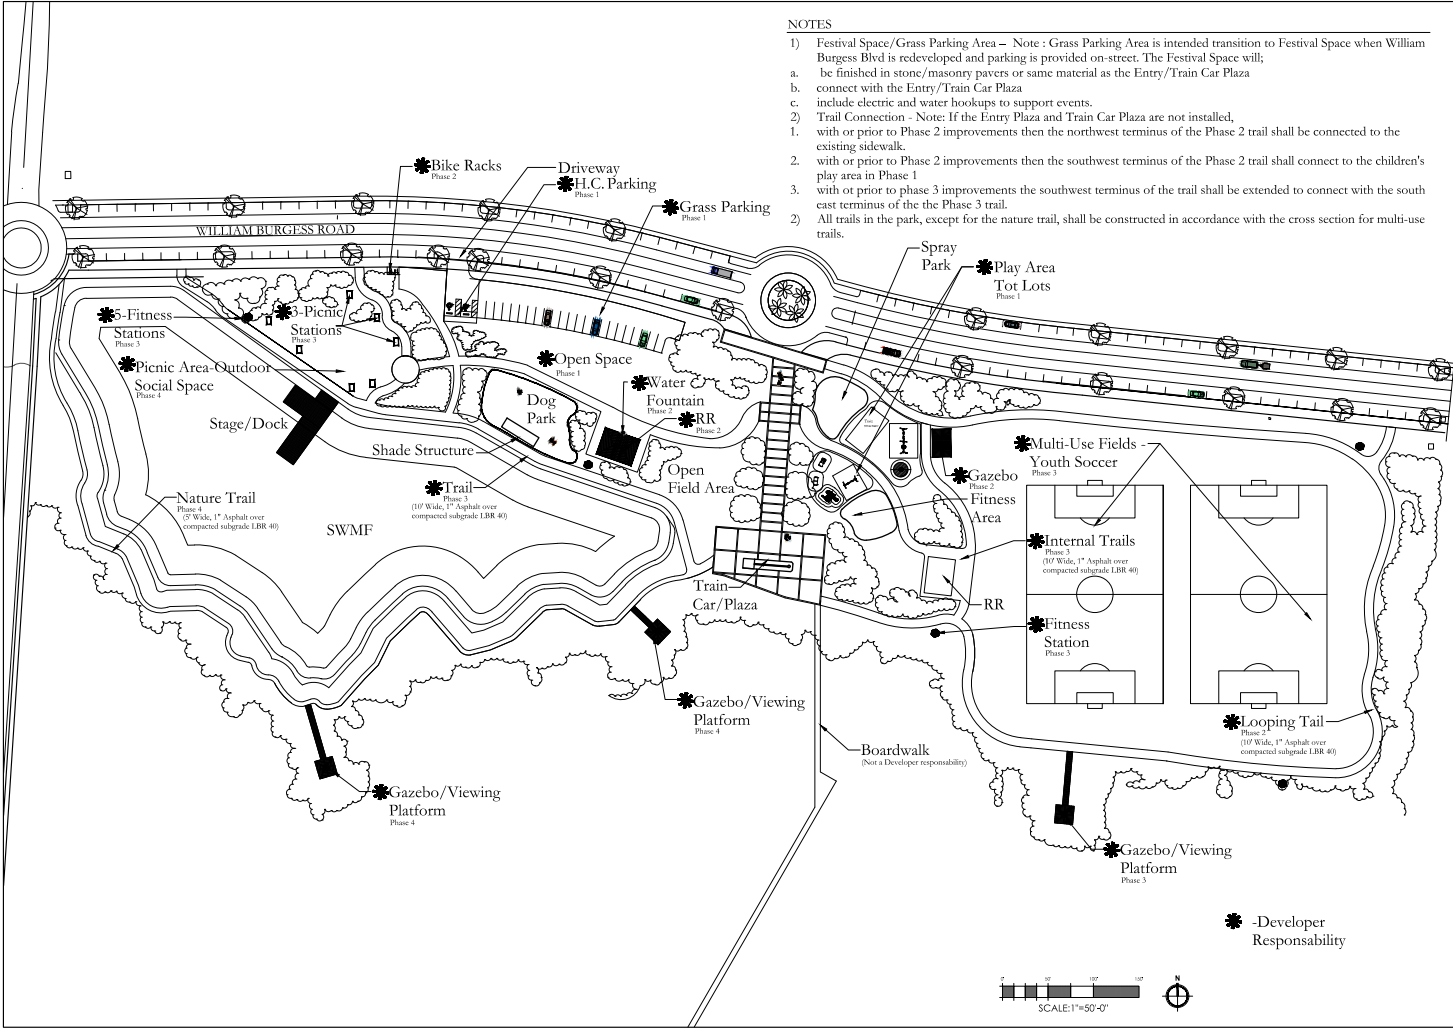 NOTES
1) Festival Space/Grass Parking Area – Note : Grass Parking Area is intended transition to Festival Space when William
Burgess Blvd is redeveloped and parking is provided on-street. The Festival Space will;
a. be finished in stone/masonry pavers or same material as the Entry/Train Car Plaza
b. connect with the Entry/Train Car Plaza
c. include electric and water hookups to support events.
2) Trail Connection - Note: If the Entry Plaza and Train Car Plaza are not installed,
1. with or prior to Phase 2 improvements then the northwest terminus of the Phase 2 trail shall be connected to the
existing sidewalk.
2. with or prior to Phase 2 improvements then the southwest terminus of the Phase 2 trail shall connect to the children's
play area in Phase 1
3. with ot prior to phase 3 improvements the southwest terminus of the trail shall be extended to connect with the south
east terminus of the the Phase 3 trail.
2) All trails in the park, except for the nature trail, shall be constructed in accordance with the cross section for multi-use
trails.
Bike Racks
Phase 2
Driveway
H.C. Parking
Phase 1
Grass Parking
Phase 1
WILLIAM BURGESS ROAD
Spray
Park
Play Area
Tot Lots
Phase 1
5-Fitness
Stations
Phase 3
3-Picnic
Stations
Phase 3
Picnic Area-Outdoor
Social Space
Phase 4
Open Space
Phase 1
Water
Fountain
Phase 2
RR
Phase 2
Dog
Park
Stage/Dock
Shade Structure
Open
Field Area
Trail
Phase 3
(10' Wide, 1" Asphalt over
compacted subgrade LBR 40)
Nature Trail
Phase 4
(5' Wide, 1" Asphalt over
compacted subgrade LBR 40)
SWMF
Multi-Use Fields -
Youth Soccer
Phase 3
Gazebo
Phase 2
Fitness
Area
Internal Trails
Phase 3
(10' Wide, 1" Asphalt over
compacted subgrade LBR 40)
Train
Car/Plaza
RR
Fitness
Station
Phase 3
Gazebo/Viewing
Platform
Phase 4
Looping Tail
Phase 2
(10' Wide, 1" Asphalt over
compacted subgrade LBR 40)
Boardwalk
(Not a Developer responsability)
Gazebo/Viewing
Platform
Phase 4
Gazebo/Viewing
Platform
Phase 3
-Developer
Responsability
0' 50' 100' 150'
SCALE:1"=50'-0"
N